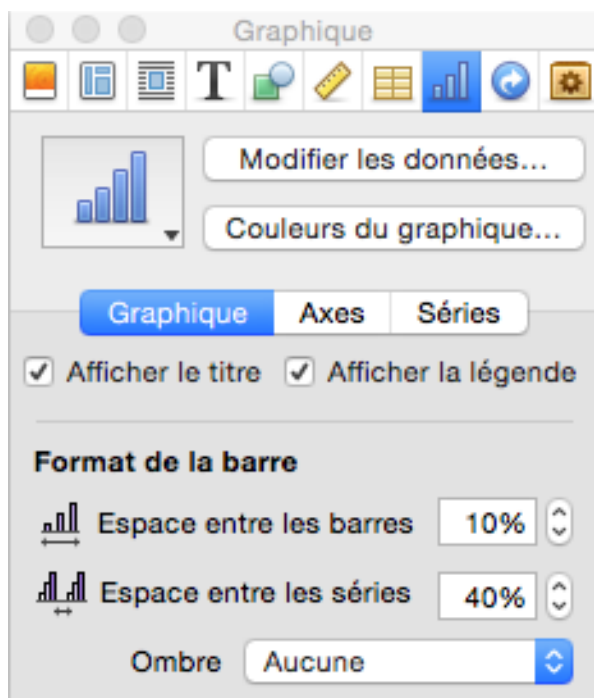 Graphique
T
Modifier les données...
Couleurs du graphique...
Graphique Axes Séries
Afficher le titre Afficher la légende
Format de la barre
Espace entre les barres 10%
Espace entre les séries 40%
Ombre Aucune